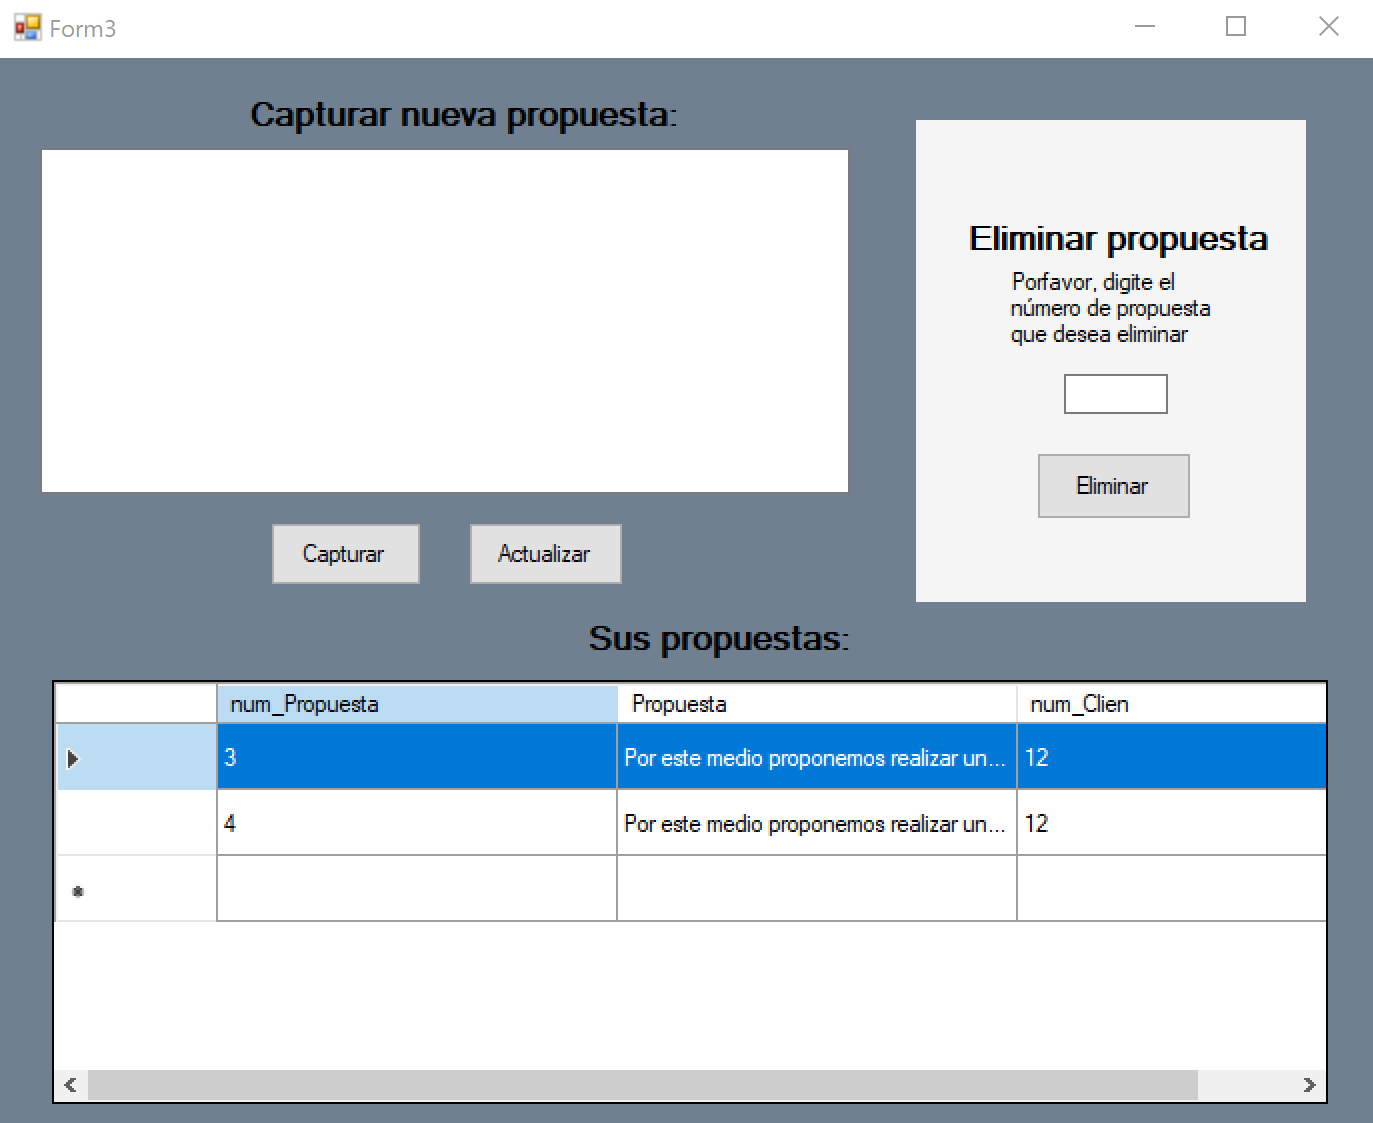 Form3
Capturar nueva propuesta:
Eliminar propuesta
Porfavor, digite el
número de propuesta
que desea eliminar
Eliminar
Capturar Actualizar
Sus propuestas:
num_Propuesta Propuesta num_Clien
3 Por este medio proponemos realizar un... 12
4 Por este medio proponemos realizar un... 12